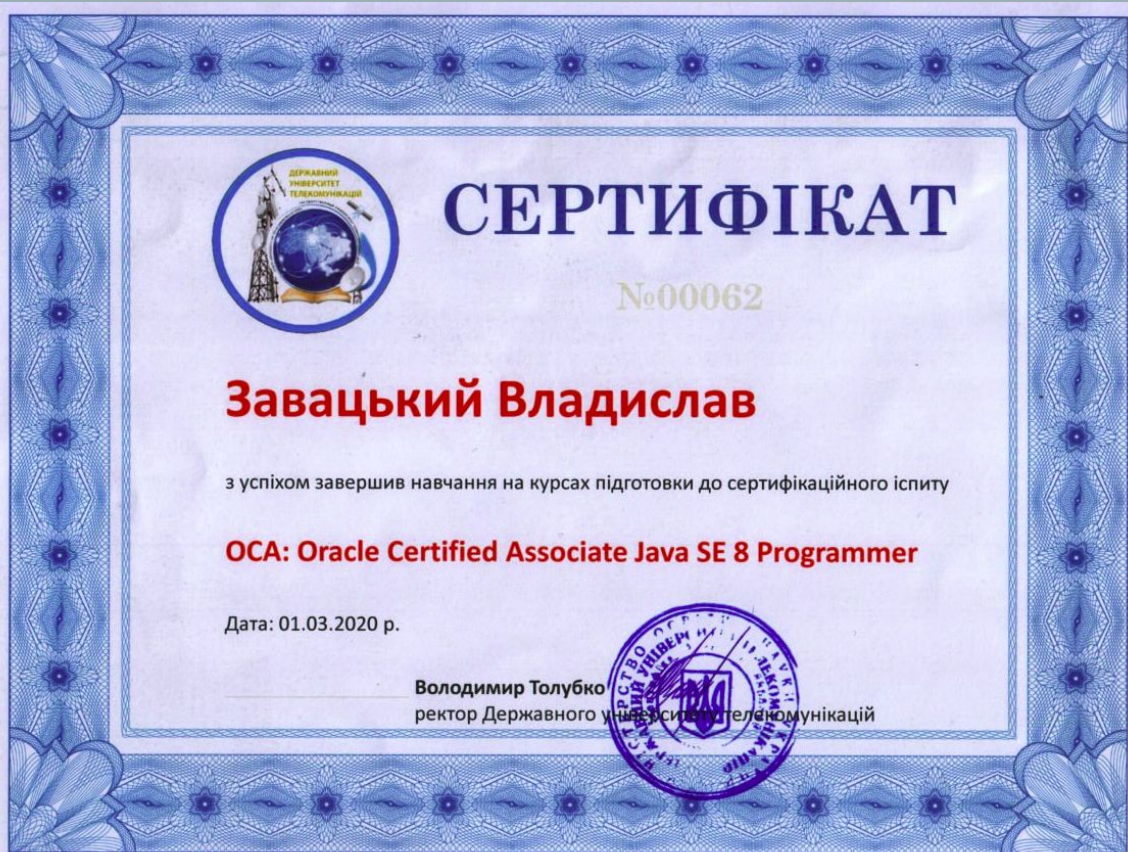 ДЕРЖАВНИЙ
УНІВЕРСИТЕТ
ТЕЛЕКОМУНІКАЦІЙ
СЕРТИФІКАТ
№00062
Завацький Владислав
з успіхом завершив навчання на курсах підготовки до сертифікаційного іспиту
OCA: Oracle Certified Associate Java SE 8 Programmer
Дата: 01.03.2020 р.
Володимир Толубко
ректор Державного університету телекомунікацій